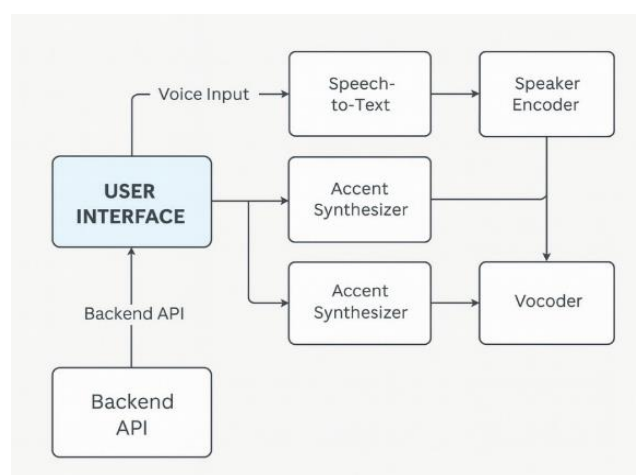 Voice Input
Speech-
to-Text
Speaker
Encoder
USER
INTERFACE
Accent
Synthesizer
Accent
Synthesizer
Vocoder
Backend API
Backend
API